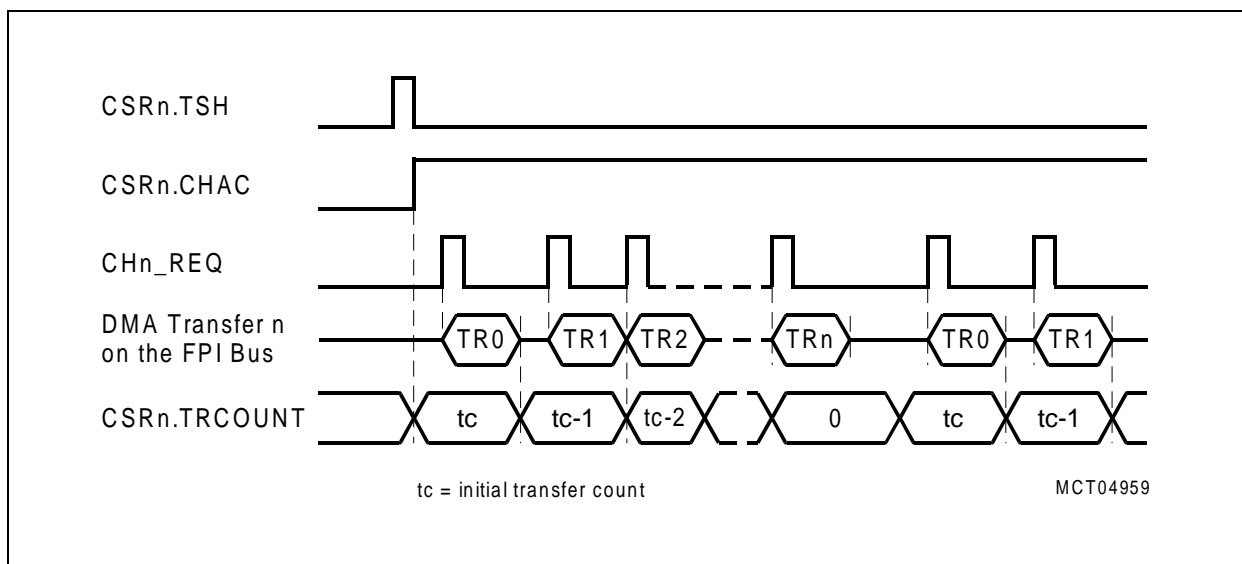 CSRn.TSH
CSRn.CHAC
CHn_REQ
DMA Transfer n
on the FPI Bus
TR0 TR1 TR2 TRn TR0 TR1
CSRn.TRCOUNT
tc tc-1 tc-2 0 tc tc-1
tc = initial transfer count
MCT04959